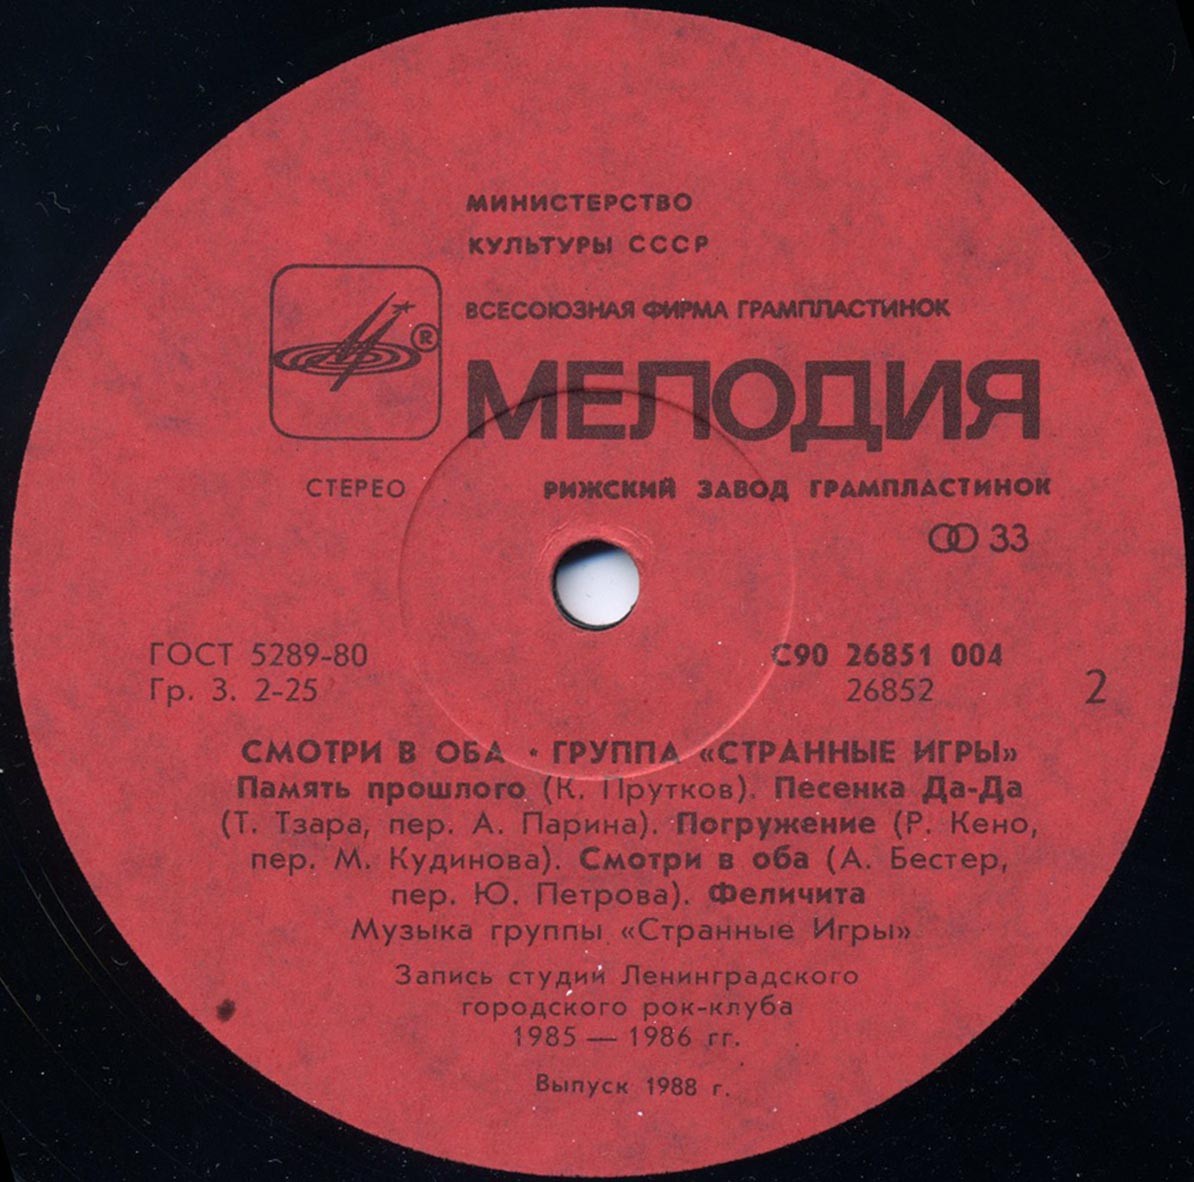 МИНИСТЕРСТВО
КУЛЬТУРЫ СССР
ВСЕСОЮЗНАЯ ФИРМА ГРАМПЛАСТИНОК
®
МЕЛОДИЯ
СТЕРЕО
РИЖСКИЙ ЗАВОД ГРАМПЛАСТИНОК
33
ГОСТ 5289-80
Гр. 3. 2-25
С90 26851 004
26852
2
СМОТРИ В ОБА • ГРУППА «СТРАННЫЕ ИГРЫ»
Память прошлого (К. Прутков). Песенка Да-Да
(Т. Тзара, пер. А. Парина). Погружение (Р. Кено,
пер. М. Кудинова). Смотри в оба (А. Бестер,
пер. Ю. Петрова). Феличита
Музыка группы «Странные Игры»
Запись студии Ленинградского
городского рок-клуба
1985 — 1986 гг.
Выпуск 1988 г.